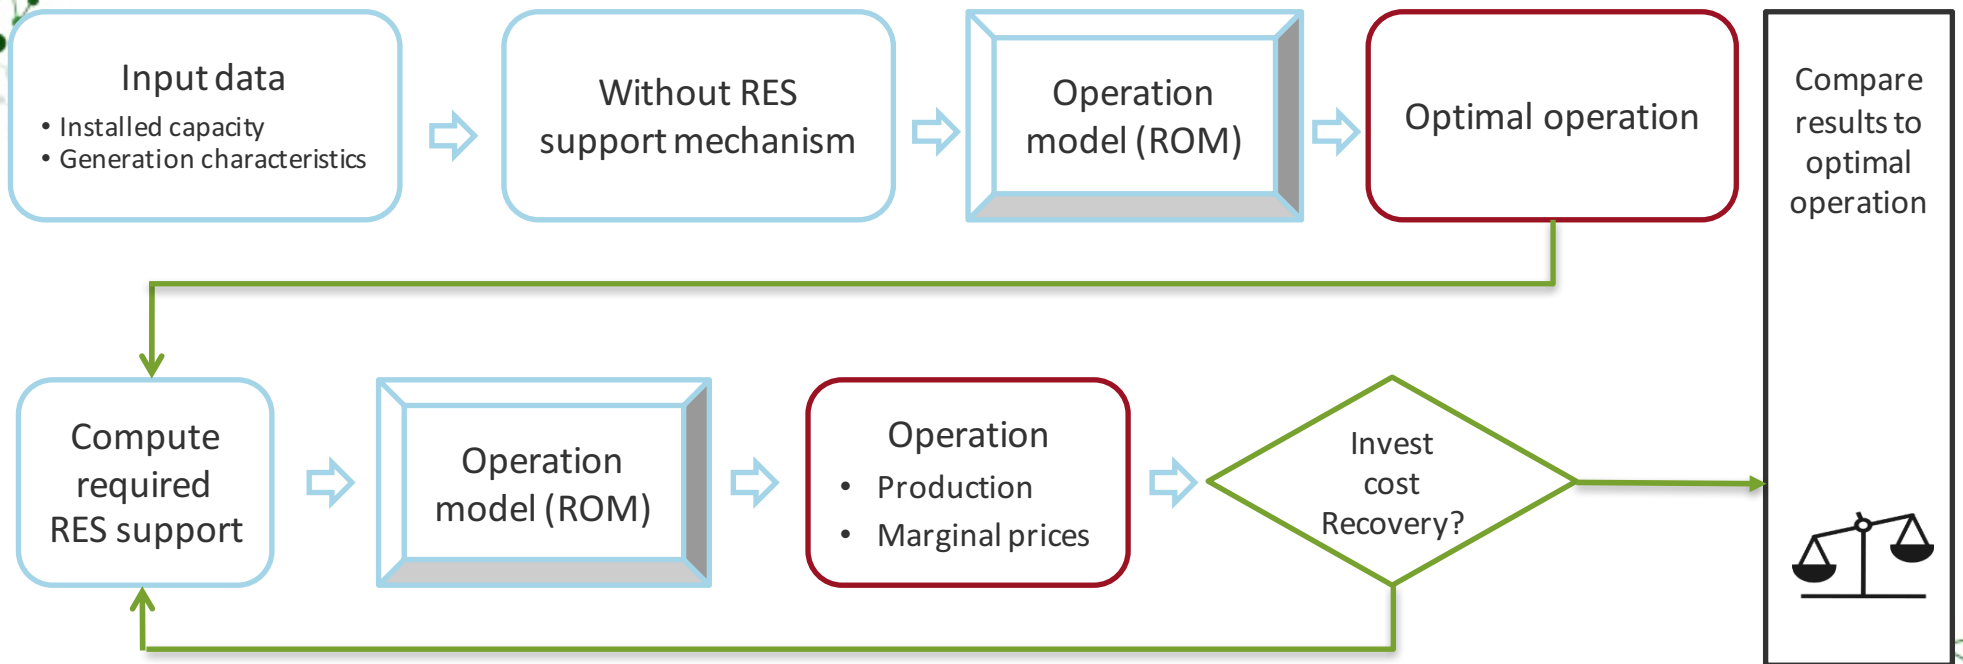 Input data
• Installed capacity
• Generation characteristics
Without RES
support mechanism
Operation
model (ROM)
Optimal operation
Compare
results to
optimal
operation
Compute
required
RES support
Operation
model (ROM)
Operation
• Production
• Marginal prices
Invest
cost
Recovery?